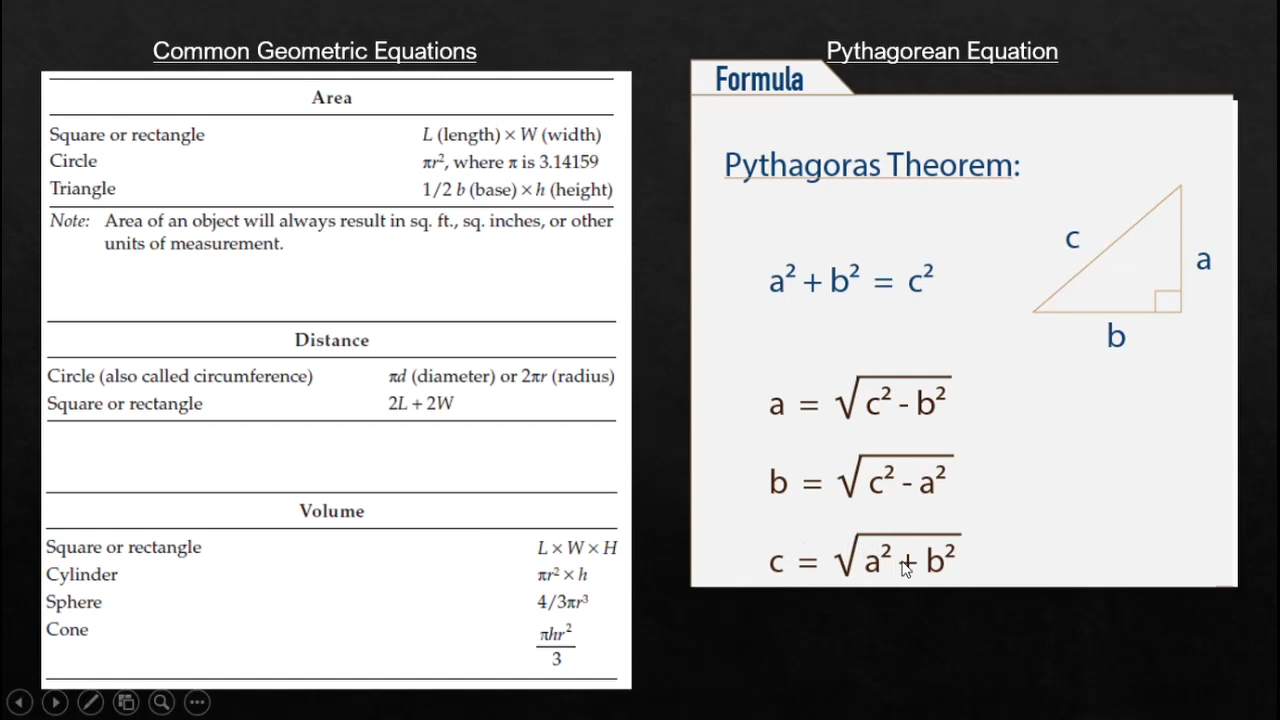 Common Geometric Equations
Area
Square or rectangle L (length) × W (width)
Circle πr², where π is 3.14159
Triangle 1/2 b (base) × h (height)
Note: Area of an object will always result in sq. ft., sq. inches, or other
units of measurement.
Distance
Circle (also called circumference) πd (diameter) or 2πr (radius)
Square or rectangle 2L + 2W
Volume
Square or rectangle L × W × H
Cylinder πr² × h
Sphere 4/3πr³
Cone πhr²
3
Pythagorean Equation
Formula
Pythagoras Theorem:
a² + b² = c²
c
a
b
a = √c² - b²
b = √c² - a²
c = √a² + b²